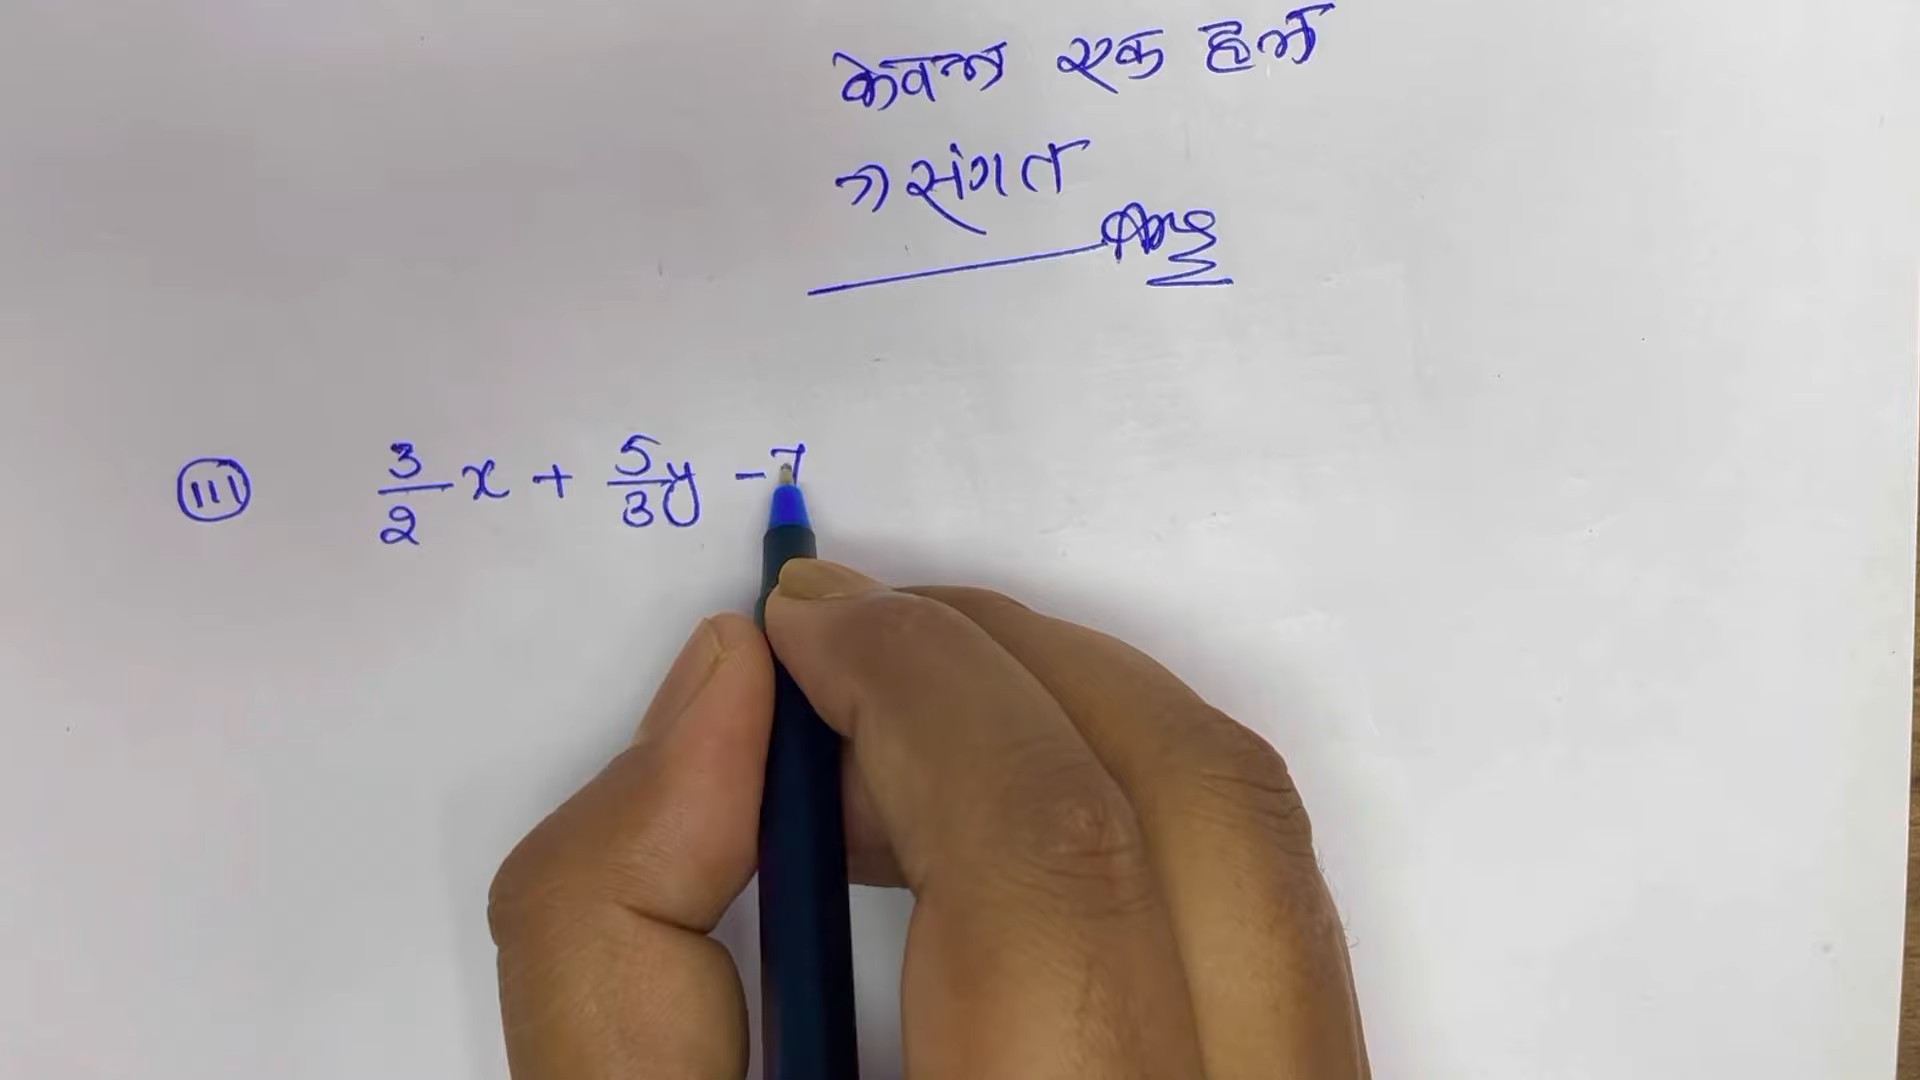 केवल एक हल
→ संगत
Ans
(iii) 3/2 x + 5/3 y - 7